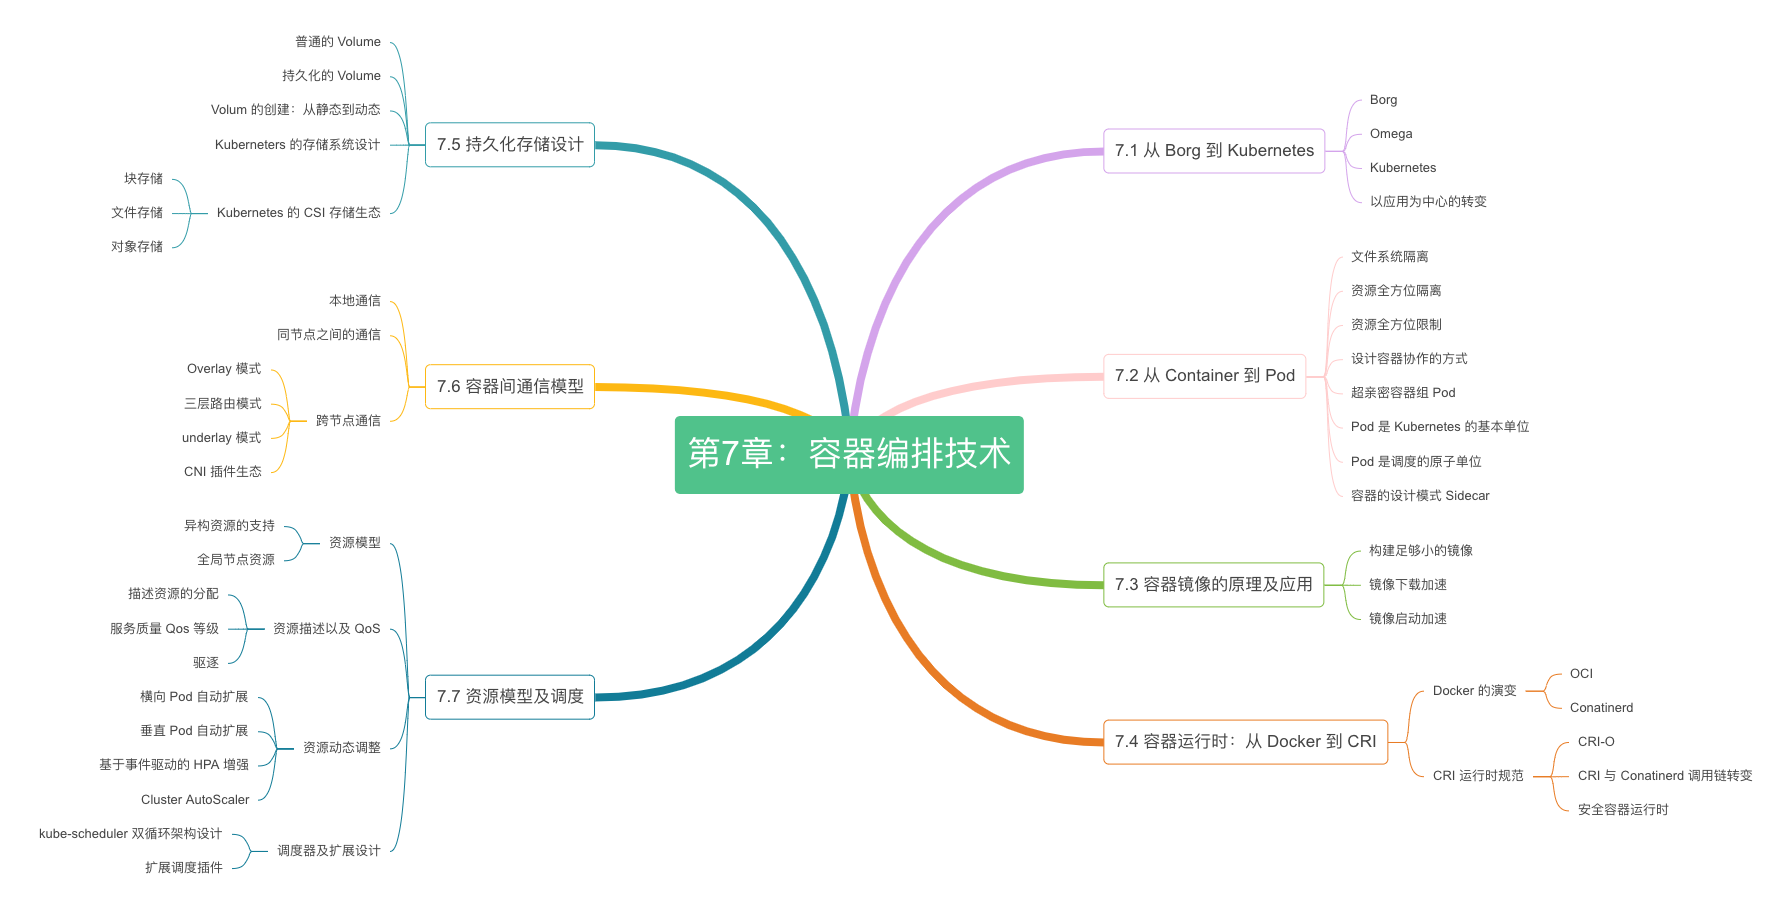 第7章：容器编排技术
7.1 从 Borg 到 Kubernetes
Borg
Omega
Kubernetes
以应用为中心的转变
7.2 从 Container 到 Pod
文件系统隔离
资源全方位隔离
资源全方位限制
设计容器协作的方式
超亲密容器组 Pod
Pod 是 Kubernetes 的基本单位
Pod 是调度的原子单位
容器的设计模式 Sidecar
7.3 容器镜像的原理及应用
构建足够小的镜像
镜像下载加速
镜像启动加速
7.4 容器运行时：从 Docker 到 CRI
Docker 的演变
OCI
Conatinerd
CRI 运行时规范
CRI-O
CRI 与 Conatinerd 调用链转变
安全容器运行时
7.5 持久化存储设计
普通的 Volume
持久化的 Volume
Volum 的创建：从静态到动态
Kuberneters 的存储系统设计
Kubernetes 的 CSI 存储生态
块存储
文件存储
对象存储
7.6 容器间通信模型
本地通信
同节点之间的通信
跨节点通信
Overlay 模式
三层路由模式
underlay 模式
CNI 插件生态
7.7 资源模型及调度
资源模型
异构资源的支持
全局节点资源
资源描述以及 QoS
描述资源的分配
服务质量 Qos 等级
驱逐
资源动态调整
横向 Pod 自动扩展
垂直 Pod 自动扩展
基于事件驱动的 HPA 增强
Cluster AutoScaler
调度器及扩展设计
kube-scheduler 双循环架构设计
扩展调度插件